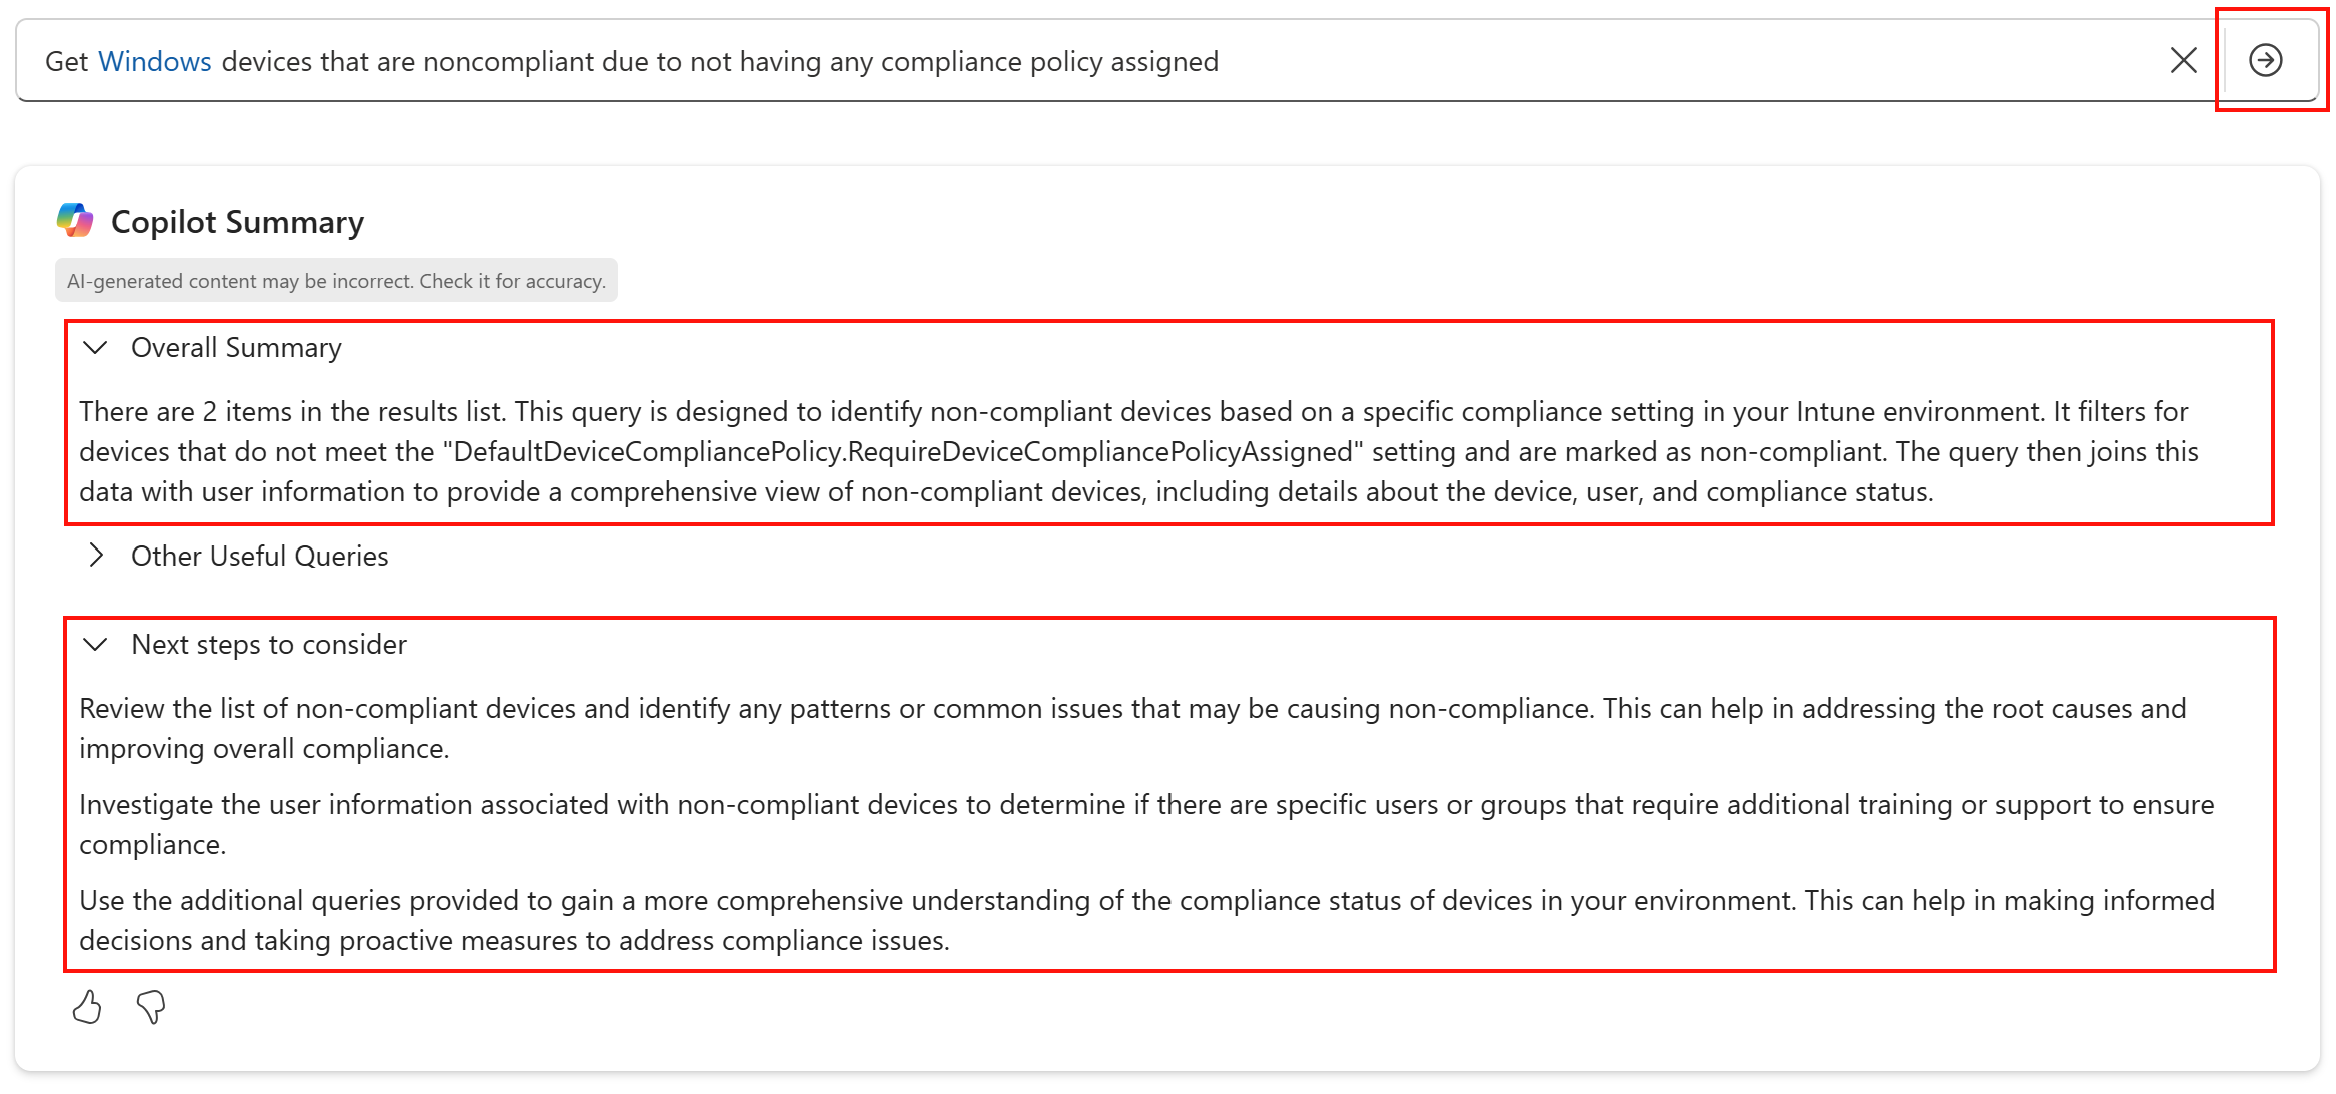 Get Windows devices that are noncompliant due to not having any compliance policy assigned
Copilot Summary
AI-generated content may be incorrect. Check it for accuracy.
Overall Summary
There are 2 items in the results list. This query is designed to identify non-compliant devices based on a specific compliance setting in your Intune environment. It filters for
devices that do not meet the "DefaultDeviceCompliancePolicy.RequireDeviceCompliancePolicyAssigned" setting and are marked as non-compliant. The query then joins this
data with user information to provide a comprehensive view of non-compliant devices, including details about the device, user, and compliance status.
Other Useful Queries
Next steps to consider
Review the list of non-compliant devices and identify any patterns or common issues that may be causing non-compliance. This can help in addressing the root causes and
improving overall compliance.
Investigate the user information associated with non-compliant devices to determine if there are specific users or groups that require additional training or support to ensure
compliance.
Use the additional queries provided to gain a more comprehensive understanding of the compliance status of devices in your environment. This can help in making informed
decisions and taking proactive measures to address compliance issues.